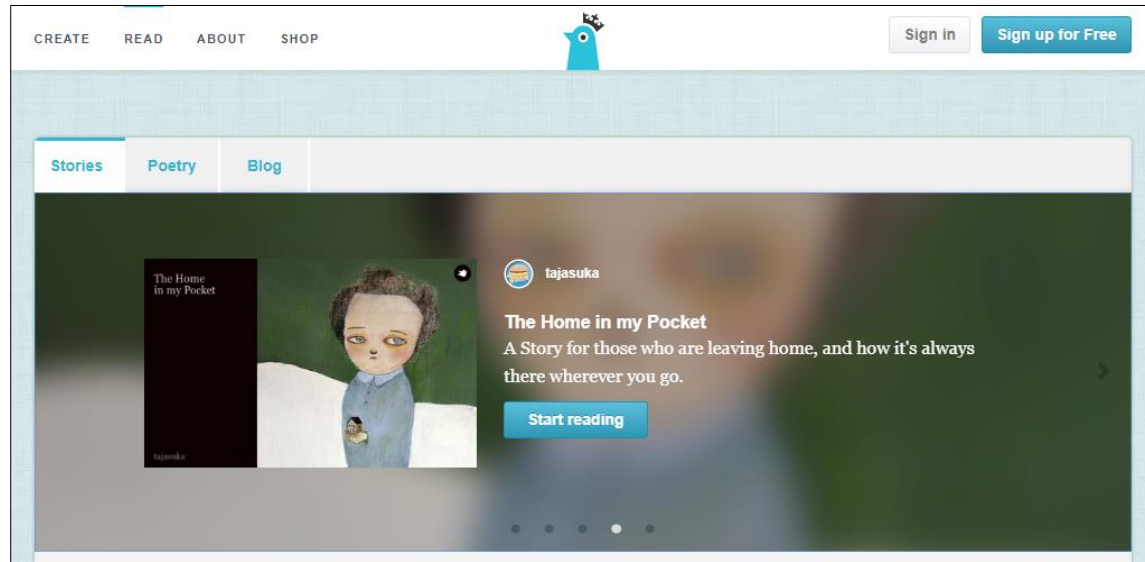 CREATE READ ABOUT SHOP Sign in Sign up for Free
Stories Poetry Blog
The Home
in my Pocket
tajasuka
tajasuka
The Home in my Pocket
A Story for those who are leaving home, and how it's always
there wherever you go.
Start reading